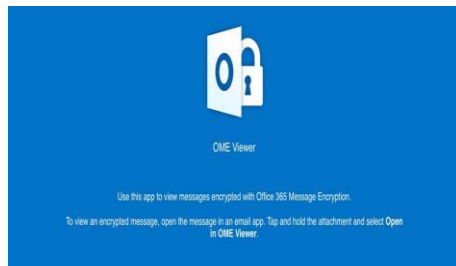 OME Viewer
Use this app to view messages encrypted with Office 365 Message Encryption.
To view an encrypted message, open the message in an email app. Tap and hold the attachment and select Open
in OME Viewer.